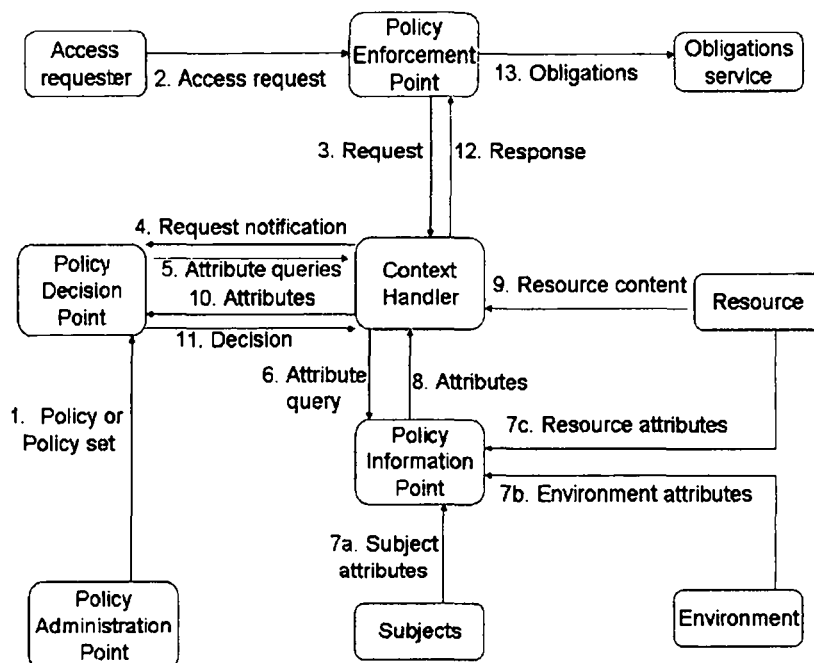 Access
requester
2. Access request
Policy
Enforcement
Point
13. Obligations
Obligations
service
3. Request
12. Response
4. Request notification
5. Attribute queries
10. Attributes
11. Decision
Policy
Decision
Point
Context
Handler
9. Resource content
Resource
6. Attribute
query
8. Attributes
1. Policy or
Policy set
Policy
Information
Point
7c. Resource attributes
7b. Environment attributes
7a. Subject
attributes
Policy
Administration
Point
Subjects
Environment